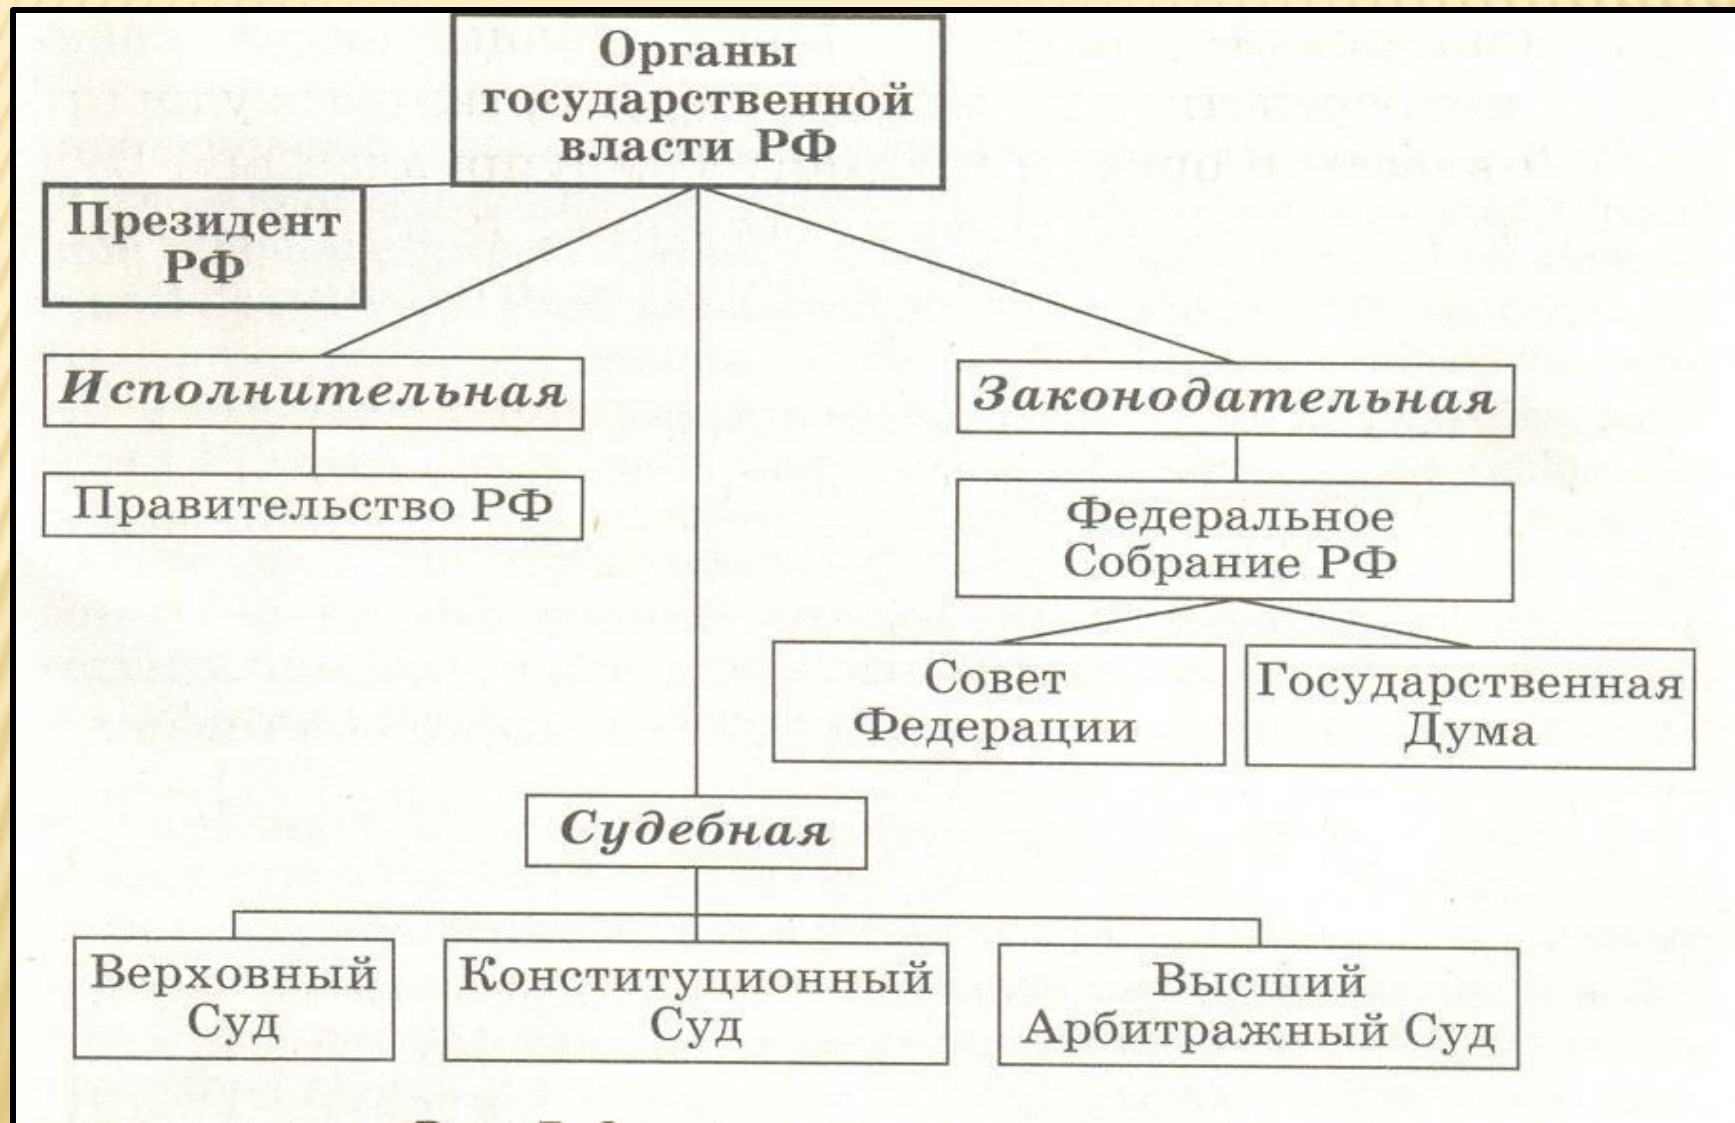 Органы
государственной
власти РФ
Президент
РФ
Исполнительная
Законодательная
Правительство РФ
Федеральное
Собрание РФ
Совет
Федерации
Государственная
Дума
Судебная
Верховный
Суд
Конституционный
Суд
Высший
Арбитражный Суд